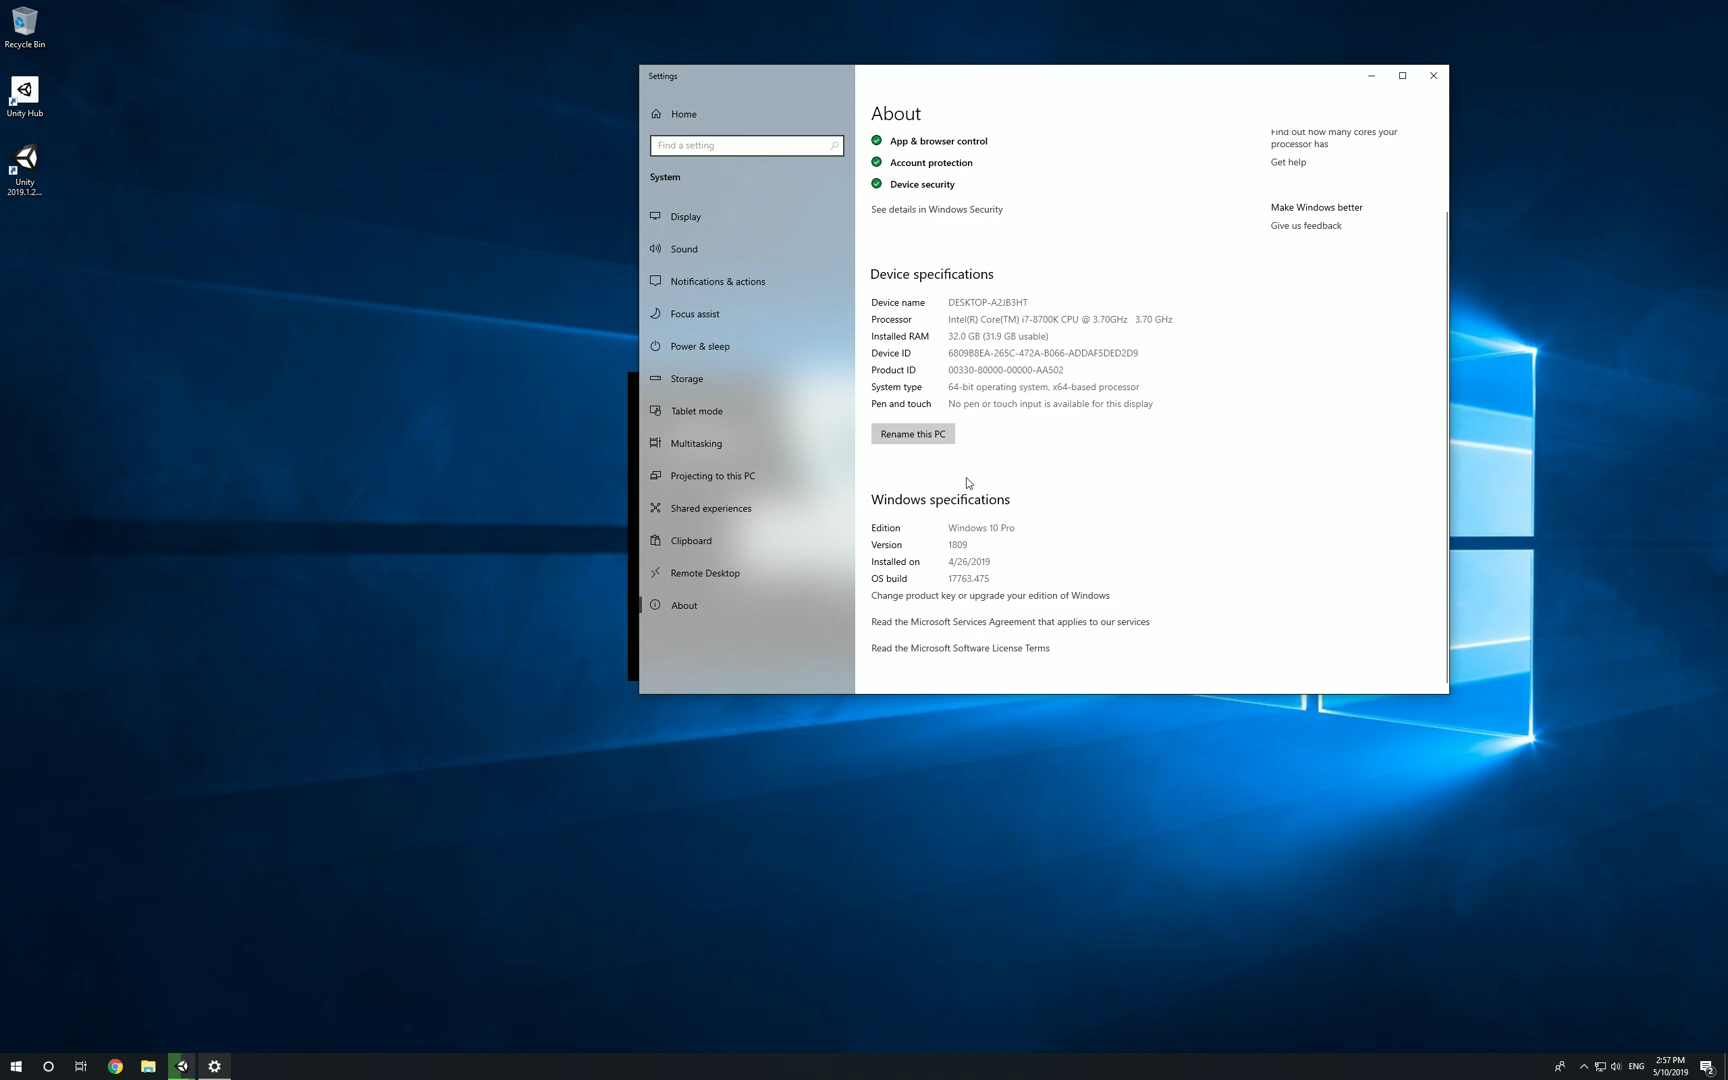 Recycle Bin
Unity Hub
Unity
2019.1.2...
Settings
Home
Find a setting
System
Display
Sound
Notifications & actions
Focus assist
Power & sleep
Storage
Tablet mode
Multitasking
Projecting to this PC
Shared experiences
Clipboard
Remote Desktop
About
About
App & browser control
Account protection
Device security
See details in Windows Security
Find out how many cores your
processor has
Get help
Make Windows better
Give us feedback
Device specifications
Device name DESKTOP-A2JB3HT
Processor Intel(R) Core(TM) i7-8700K CPU @ 3.70GHz 3.70 GHz
Installed RAM 32.0 GB (31.9 GB usable)
Device ID 6809B8EA-265C-472A-B066-ADDAF5DED2D9
Product ID 00330-80000-00000-AA502
System type 64-bit operating system, x64-based processor
Pen and touch No pen or touch input is available for this display
Rename this PC
Windows specifications
Edition Windows 10 Pro
Version 1809
Installed on 4/26/2019
OS build 17763.475
Change product key or upgrade your edition of Windows
Read the Microsoft Services Agreement that applies to our services
Read the Microsoft Software License Terms
ENG
2:57 PM
5/10/2019
2